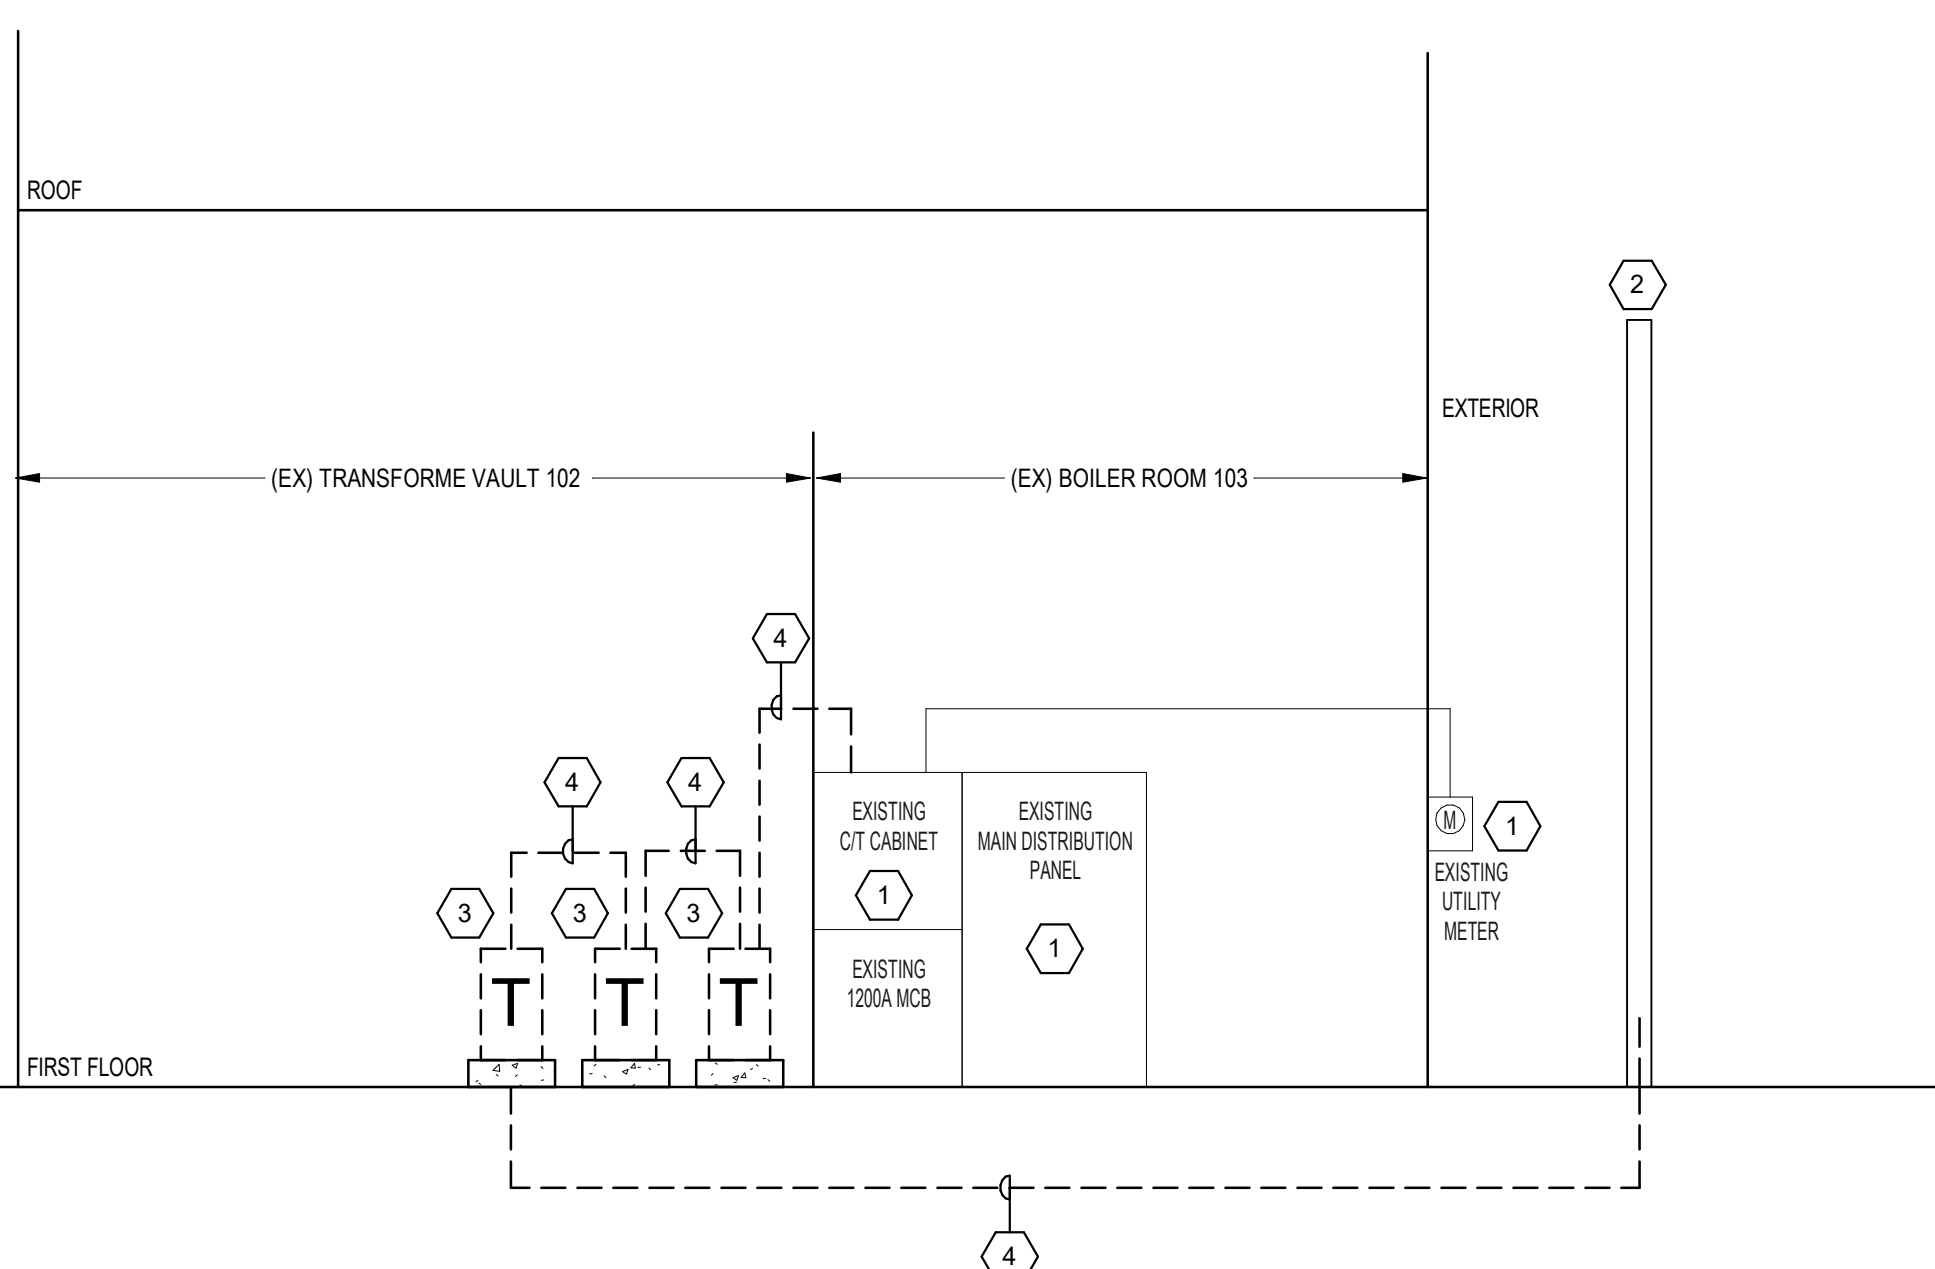 ROOF
2
EXTERIOR
(EX) TRANSFORME VAULT 102
(EX) BOILER ROOM 103
4
4
4
EXISTING
C/T CABINET
1
EXISTING
MAIN DISTRIBUTION
PANEL
1
M
1
EXISTING
UTILITY
METER
3
3
3
T
T
T
EXISTING
1200A MCB
FIRST FLOOR
4